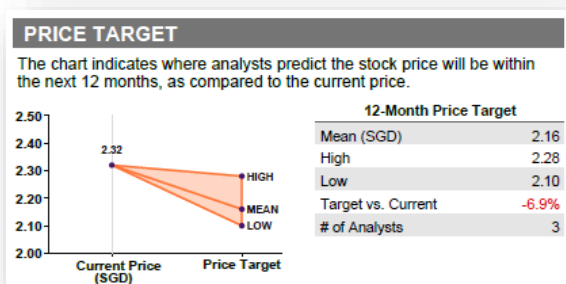 PRICE TARGET
The chart indicates where analysts predict the stock price will be within
the next 12 months, as compared to the current price.
2.50
2.40
2.30
2.20
2.10
2.00
2.32
HIGH
MEAN
LOW
Current Price
(SGD)
Price Target
12-Month Price Target
Mean (SGD) 2.16
High 2.28
Low 2.10
Target vs. Current -6.9%
# of Analysts 3